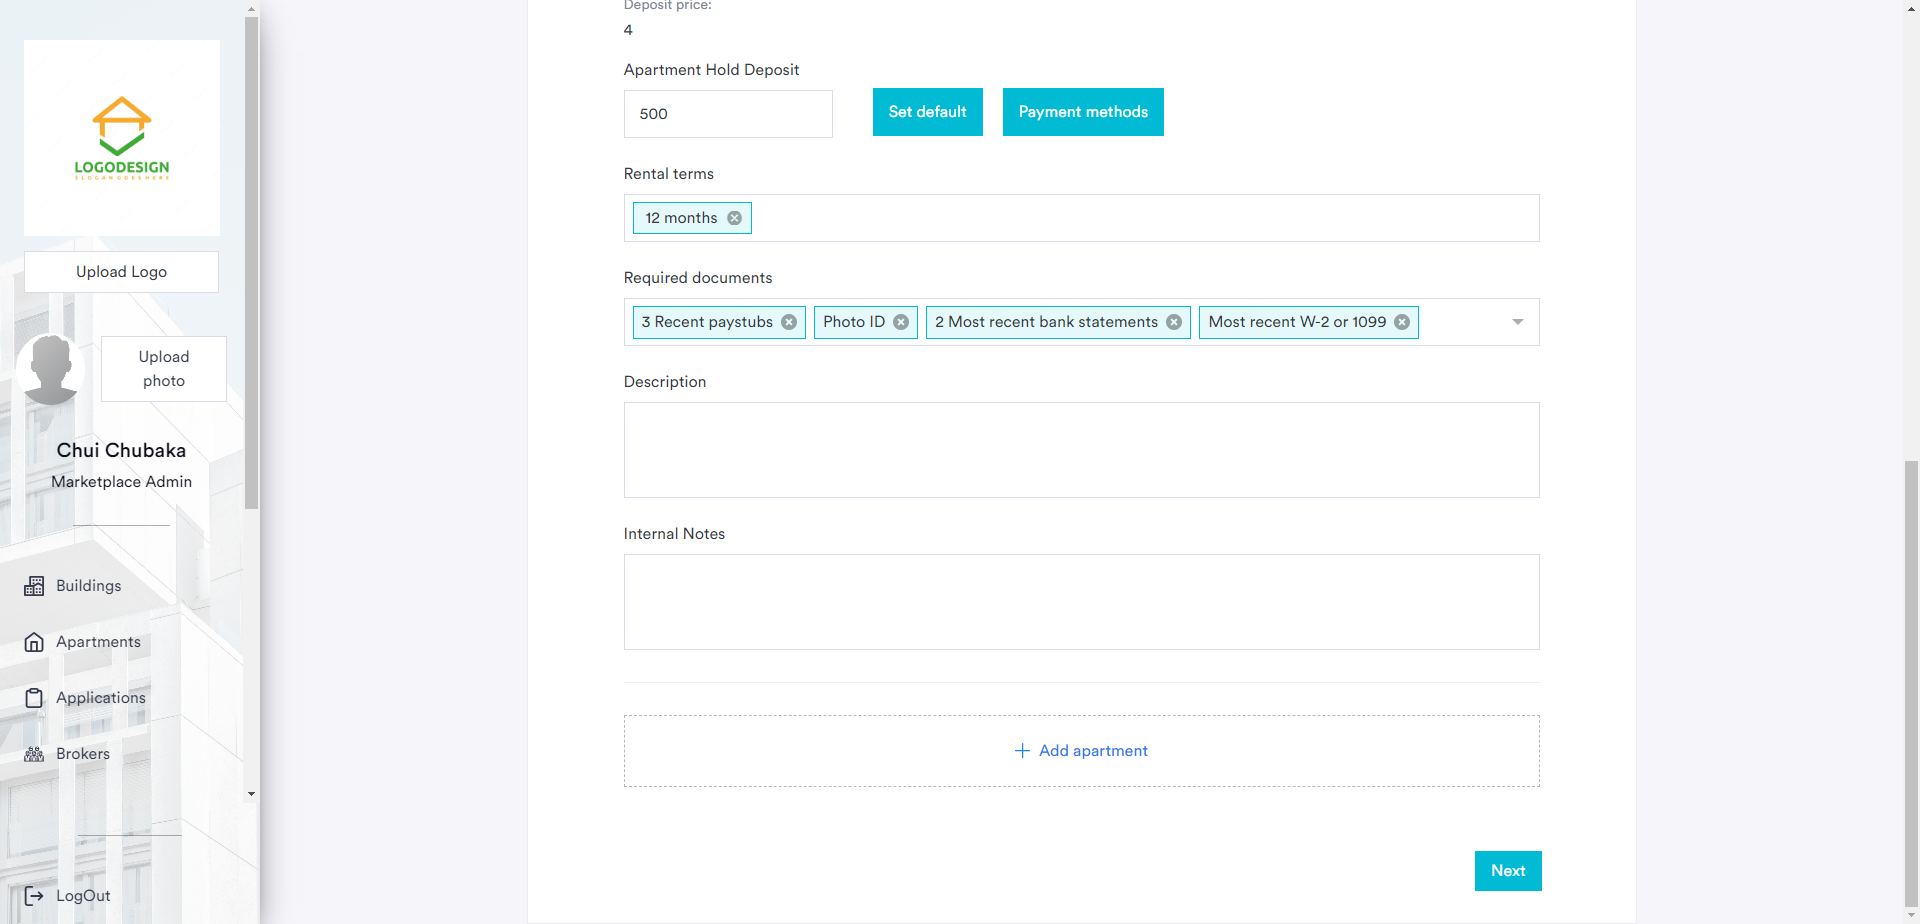 LOGODESIGN
SLOGANGOESHERE
Upload Logo
Upload
photo
Chui Chubaka
Marketplace Admin
Buildings
Apartments
Applications
Brokers
LogOut
Deposit price:
4
Apartment Hold Deposit
500
Set default
Payment methods
Rental terms
12 months
Required documents
3 Recent paystubs
Photo ID
2 Most recent bank statements
Most recent W-2 or 1099
Description
Internal Notes
Add apartment
Next